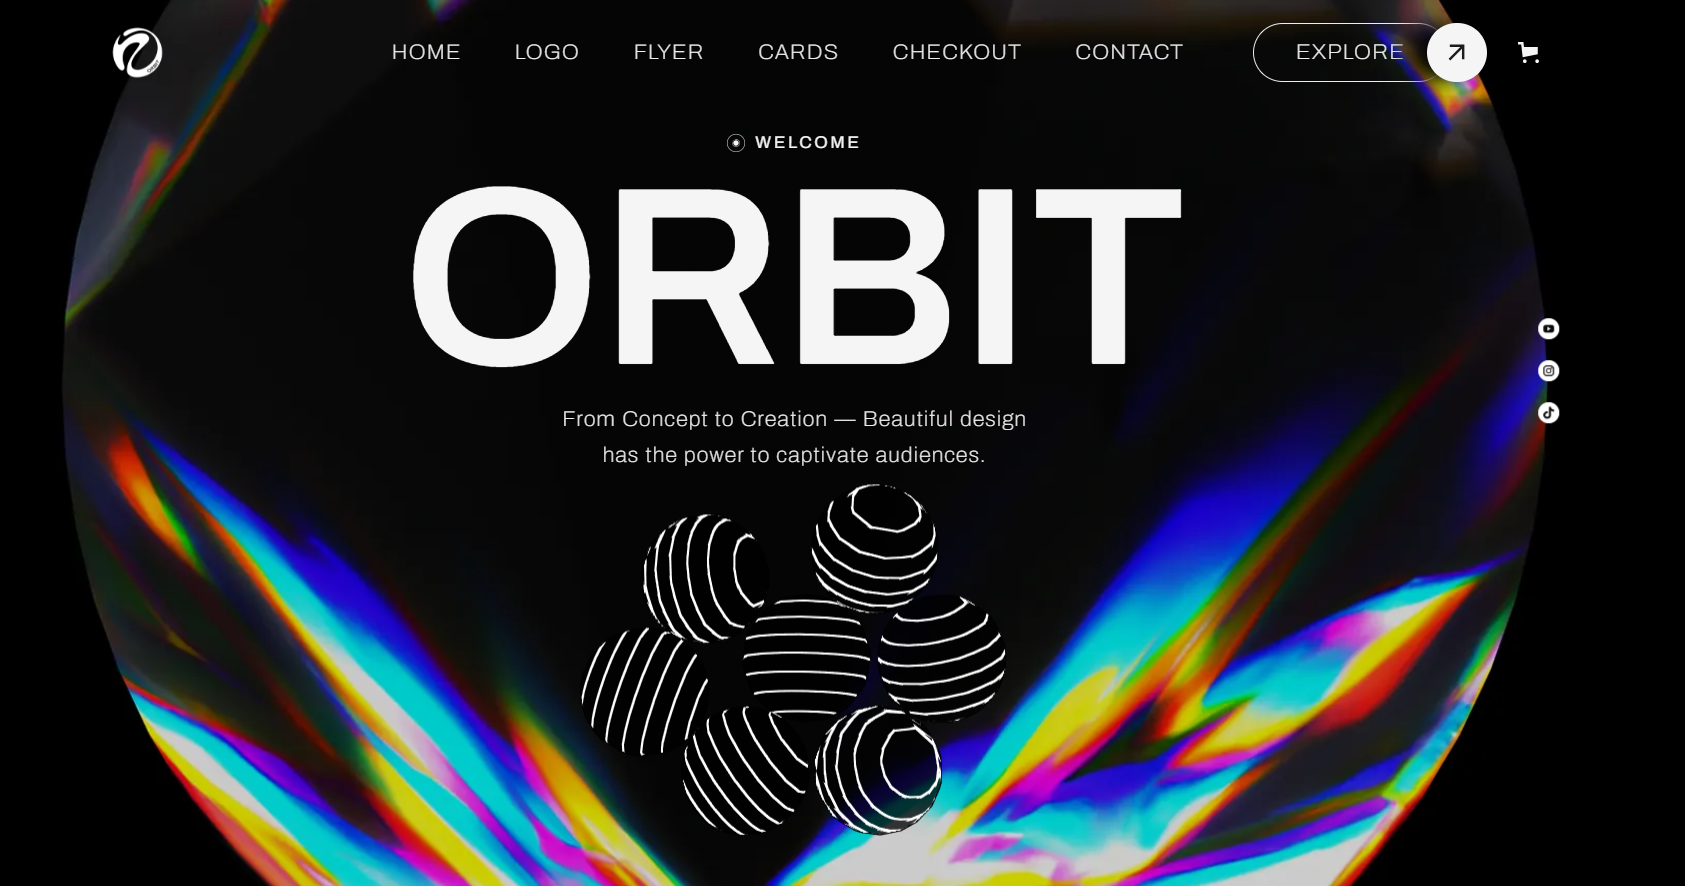 HOME LOGO FLYER CARDS CHECKOUT CONTACT EXPLORE
WELCOME
ORBIT
From Concept to Creation — Beautiful design
has the power to captivate audiences.